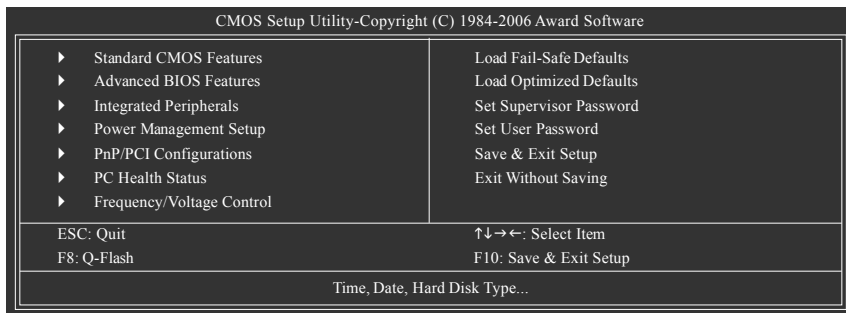 CMOS Setup Utility-Copyright (C) 1984-2006 Award Software
Standard CMOS Features
Advanced BIOS Features
Integrated Peripherals
Power Management Setup
PnP/PCI Configurations
PC Health Status
Frequency/Voltage Control
Load Fail-Safe Defaults
Load Optimized Defaults
Set Supervisor Password
Set User Password
Save & Exit Setup
Exit Without Saving
ESC: Quit
↑↓→←: Select Item
F8: Q-Flash
F10: Save & Exit Setup
Time, Date, Hard Disk Type...